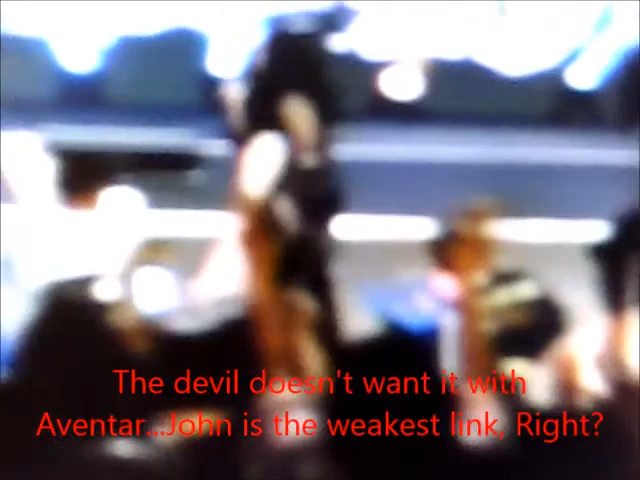 The devil doesn't want it with
Aventar...John is the weakest link, Right?